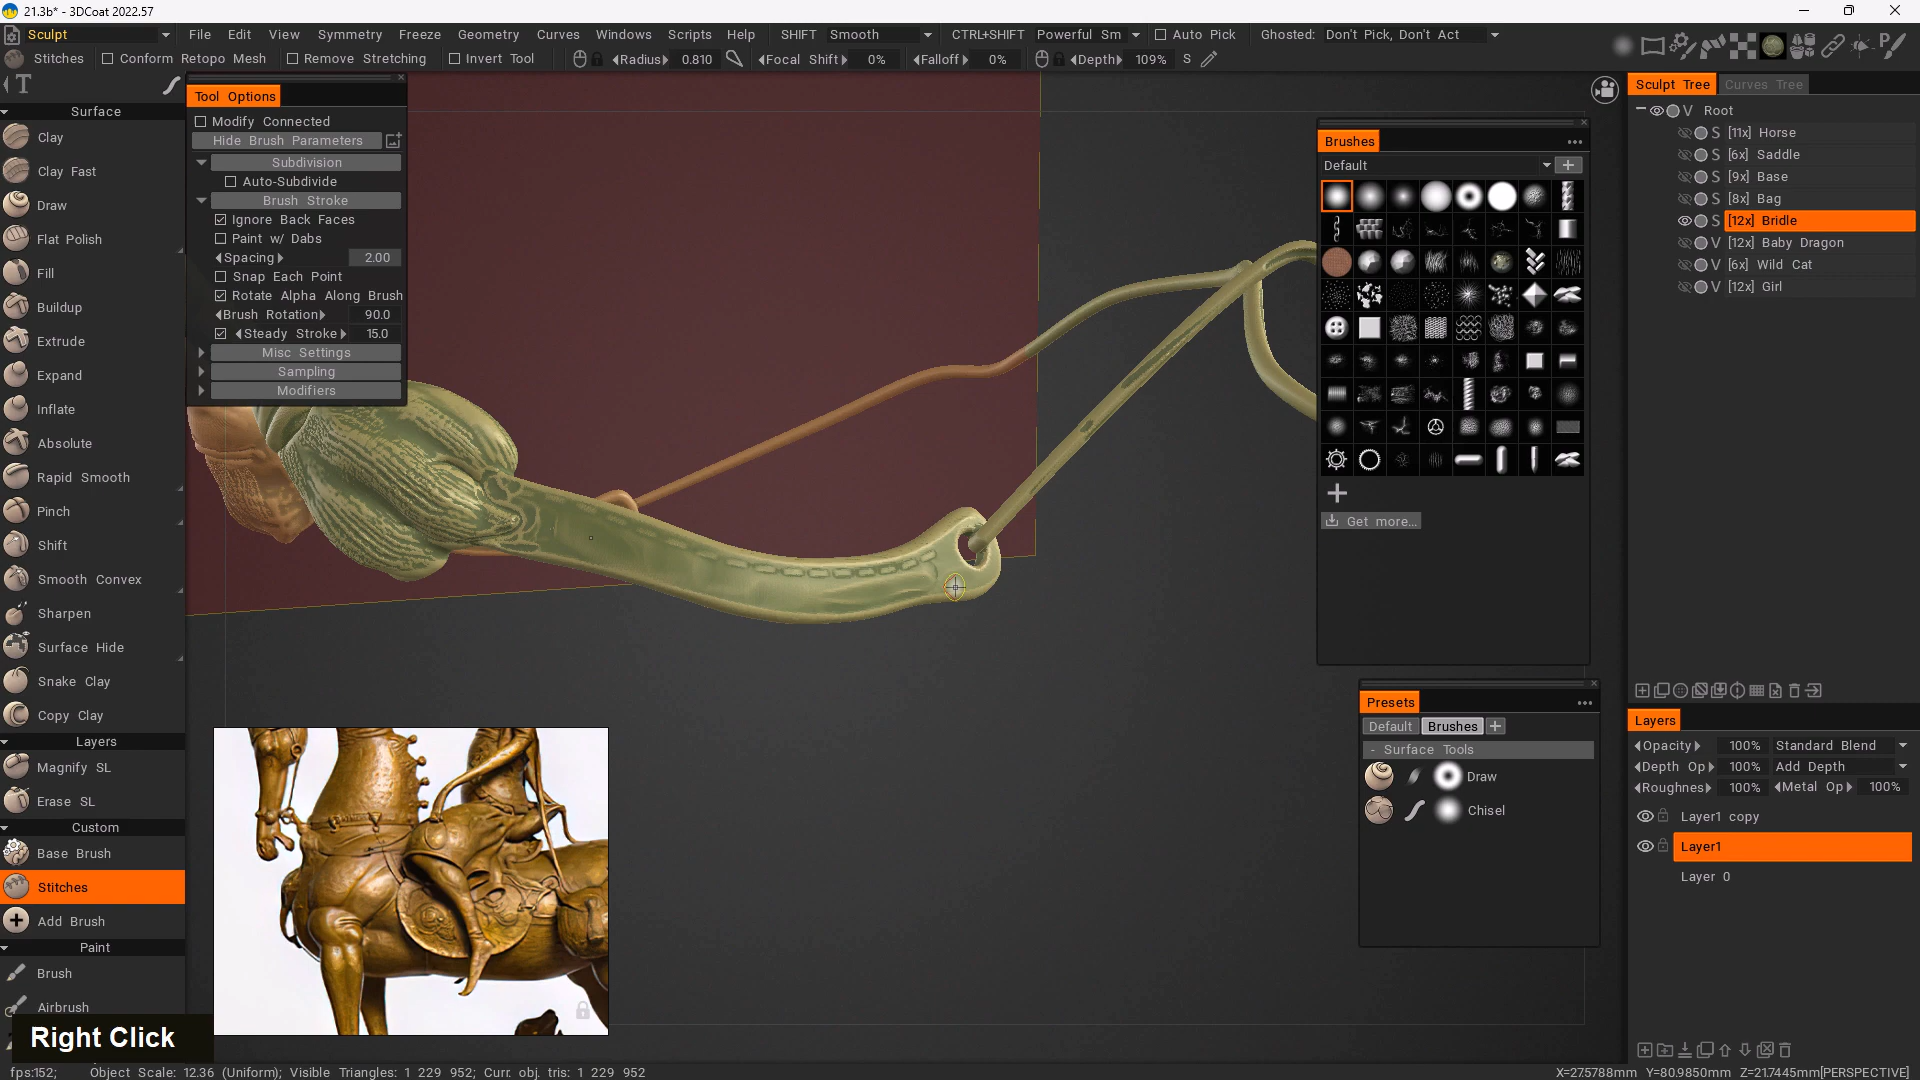 21.3b* - 3DCoat 2022.57
Sculpt
File Edit View Symmetry Freeze Geometry Curves Windows Scripts Help
SHIFT Smooth CTRL+SHIFT Powerful Sm Auto Pick Ghosted: Don't Pick, Don't Act
Stitches Conform Retopo Mesh Remove Stretching Invert Tool Radius 0.810 Focal Shift 0% Falloff 0% Depth 109% S
T
Surface
Clay
Clay Fast
Draw
Flat Polish
Fill
Buildup
Extrude
Expand
Inflate
Absolute
Rapid Smooth
Pinch
Shift
Smooth Convex
Sharpen
Surface Hide
Snake Clay
Copy Clay
Layers
Magnify SL
Erase SL
Custom
Base Brush
Stitches
Add Brush
Paint
Brush
Airbrush
Right Click
Tool Options
Modify Connected
Hide Brush Parameters
Subdivision
Auto-Subdivide
Brush Stroke
Ignore Back Faces
Paint w/ Dabs
Spacing 2.00
Snap Each Point
Rotate Alpha Along Brush
Brush Rotation 90.0
Steady Stroke 15.0
Misc Settings
Sampling
Modifiers
Brushes
Default
Get more...
Presets
Default Brushes
- Surface Tools
Draw
Chisel
Sculpt Tree Curves Tree
V Root
S [11x] Horse
S [6x] Saddle
S [9x] Base
S [8x] Bag
S [12x] Bridle
V [12x] Baby Dragon
V [6x] Wild Cat
V [12x] Girl
Layers
Opacity 100% Standard Blend
Depth Op 100% Add Depth
Roughnes 100% Metal Op 100%
Layer1 copy
Layer1
Layer 0
fps:152; Object Scale: 12.36 (Uniform); Visible Triangles: 1 229 952; Curr. obj. tris: 1 229 952
X=27.5788mm Y=80.9850mm Z=21.7445mm[PERSPECTIVE]